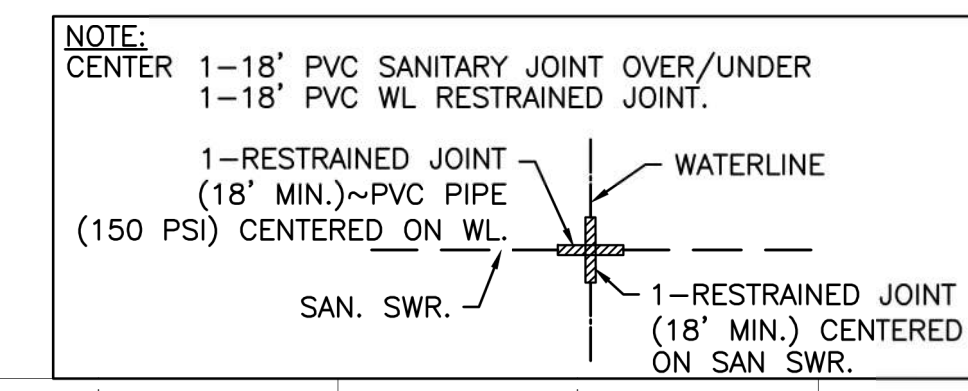 NOTE:
CENTER 1-18' PVC SANITARY JOINT OVER/UNDER
1-18' PVC WL RESTRAINED JOINT.
1-RESTRAINED JOINT
(18' MIN.)~PVC PIPE
(150 PSI) CENTERED ON WL.
WATERLINE
SAN. SWR.
1-RESTRAINED JOINT
(18' MIN.) CENTERED
ON SAN SWR.